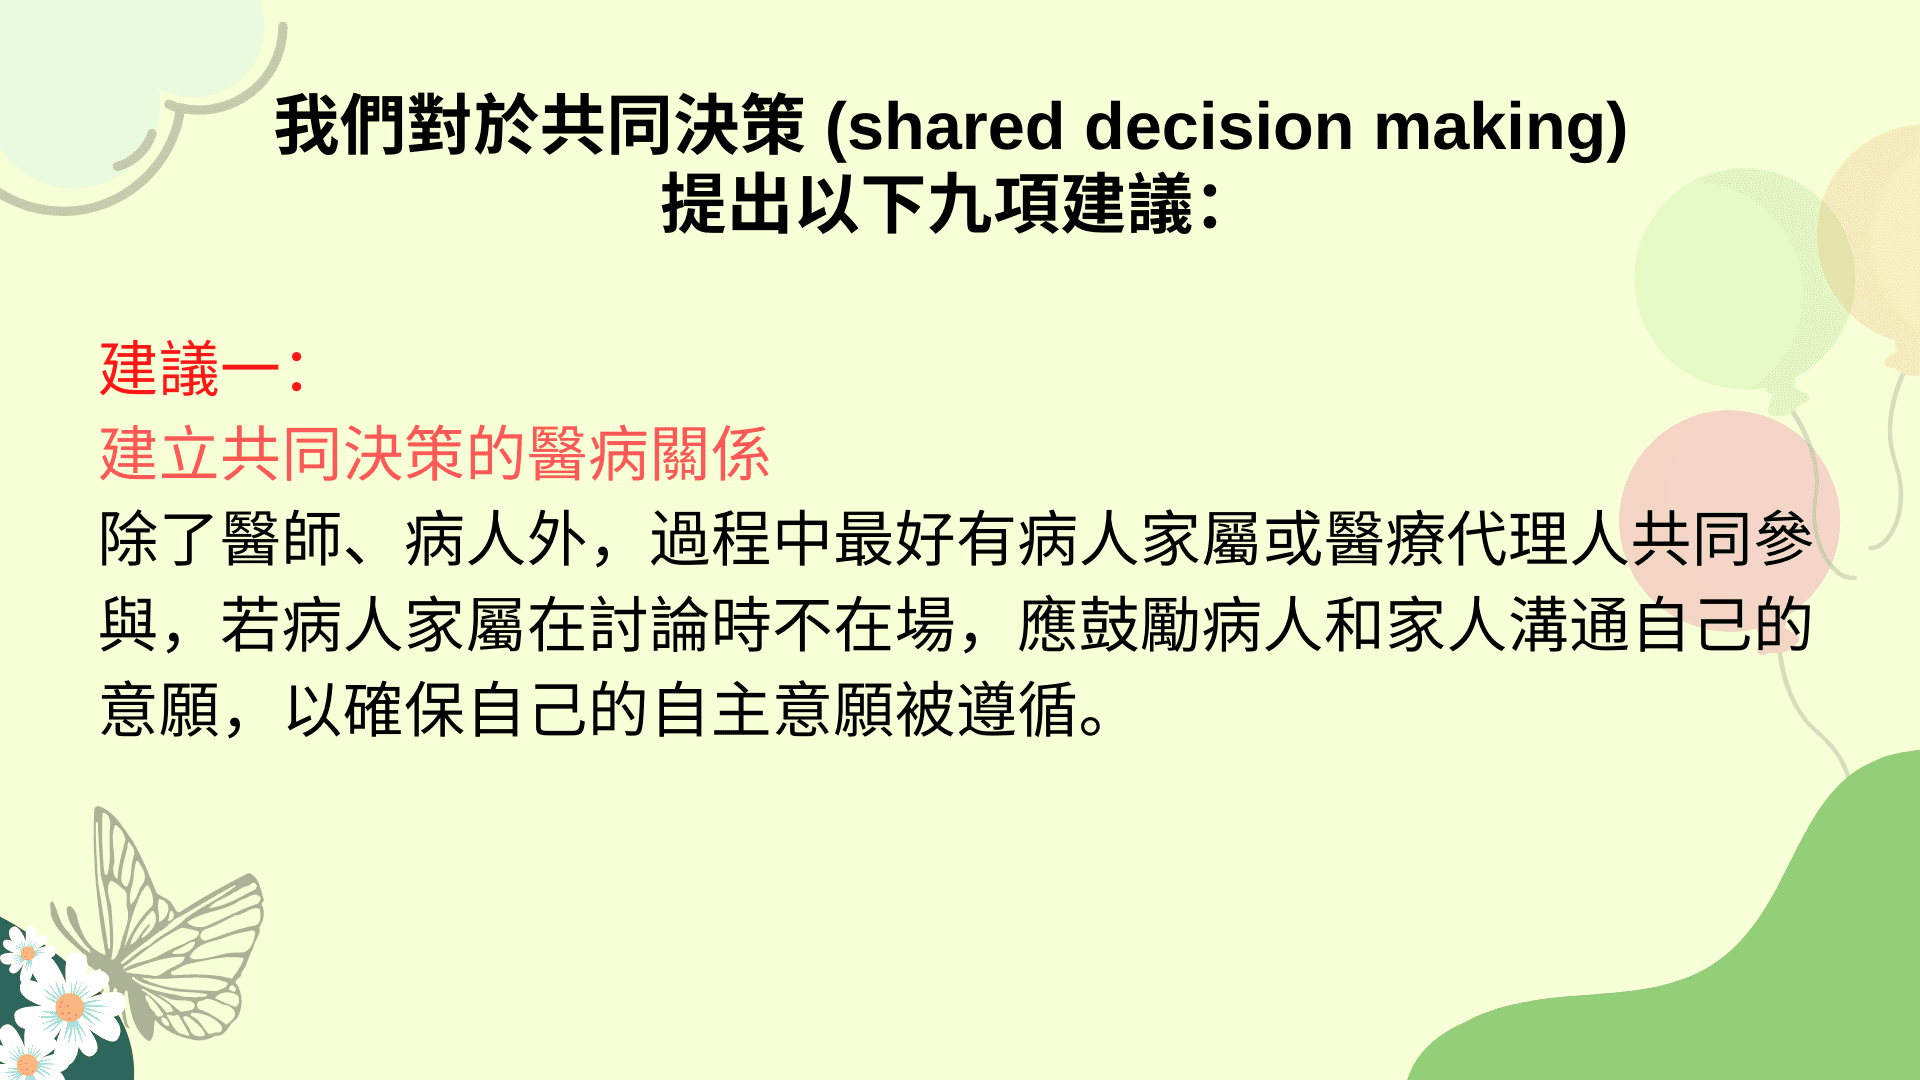 我們對於共同決策 (shared decision making)
提出以下九項建議：
建議一：
建立共同決策的醫病關係
除了醫師、病人外，過程中最好有病人家屬或醫療代理人共同參
與，若病人家屬在討論時不在場，應鼓勵病人和家人溝通自己的
意願，以確保自己的自主意願被遵循。